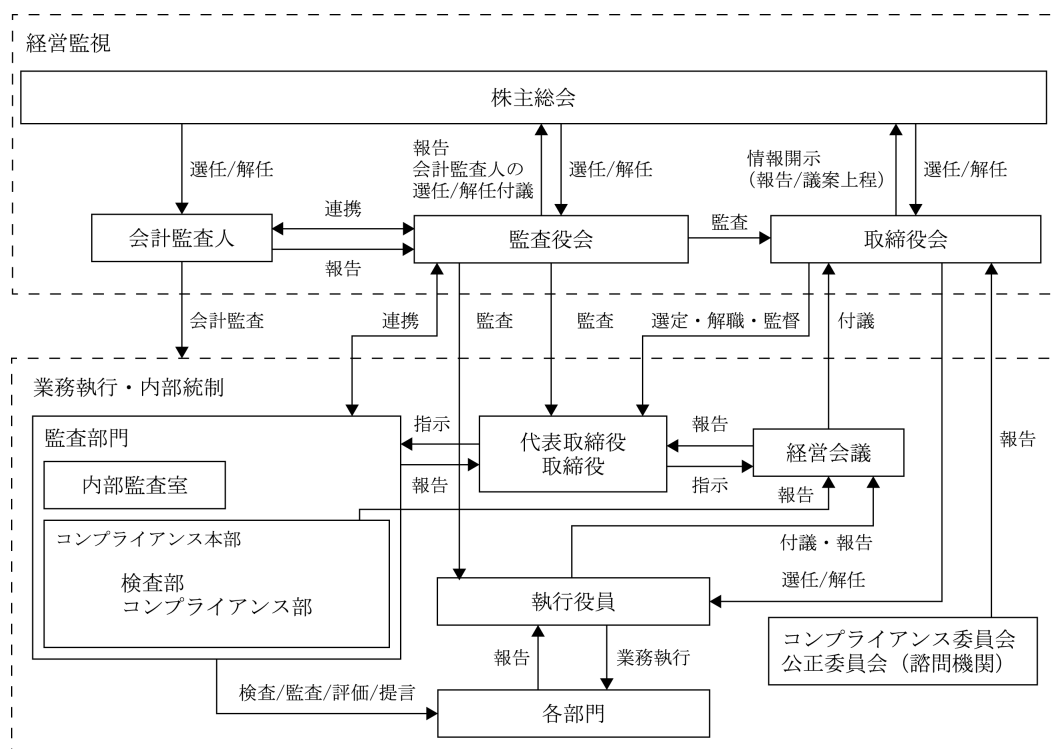 経営監視
株主総会
選任/解任
報告
会計監査人の
選任/解任付議
選任/解任
情報開示
（報告/議案上程）
選任/解任
会計監査人
連携
報告
監査役会
監査
取締役会
会計監査
連携
監査
監査
選定・解職・監督
付議
報告
業務執行・内部統制
監査部門
内部監査室
コンプライアンス本部
検査部
コンプライアンス部
指示
報告
代表取締役
取締役
報告
指示
経営会議
報告
付議・報告
選任/解任
執行役員
コンプライアンス委員会
公正委員会（諮問機関）
報告
業務執行
検査/監査/評価/提言
各部門